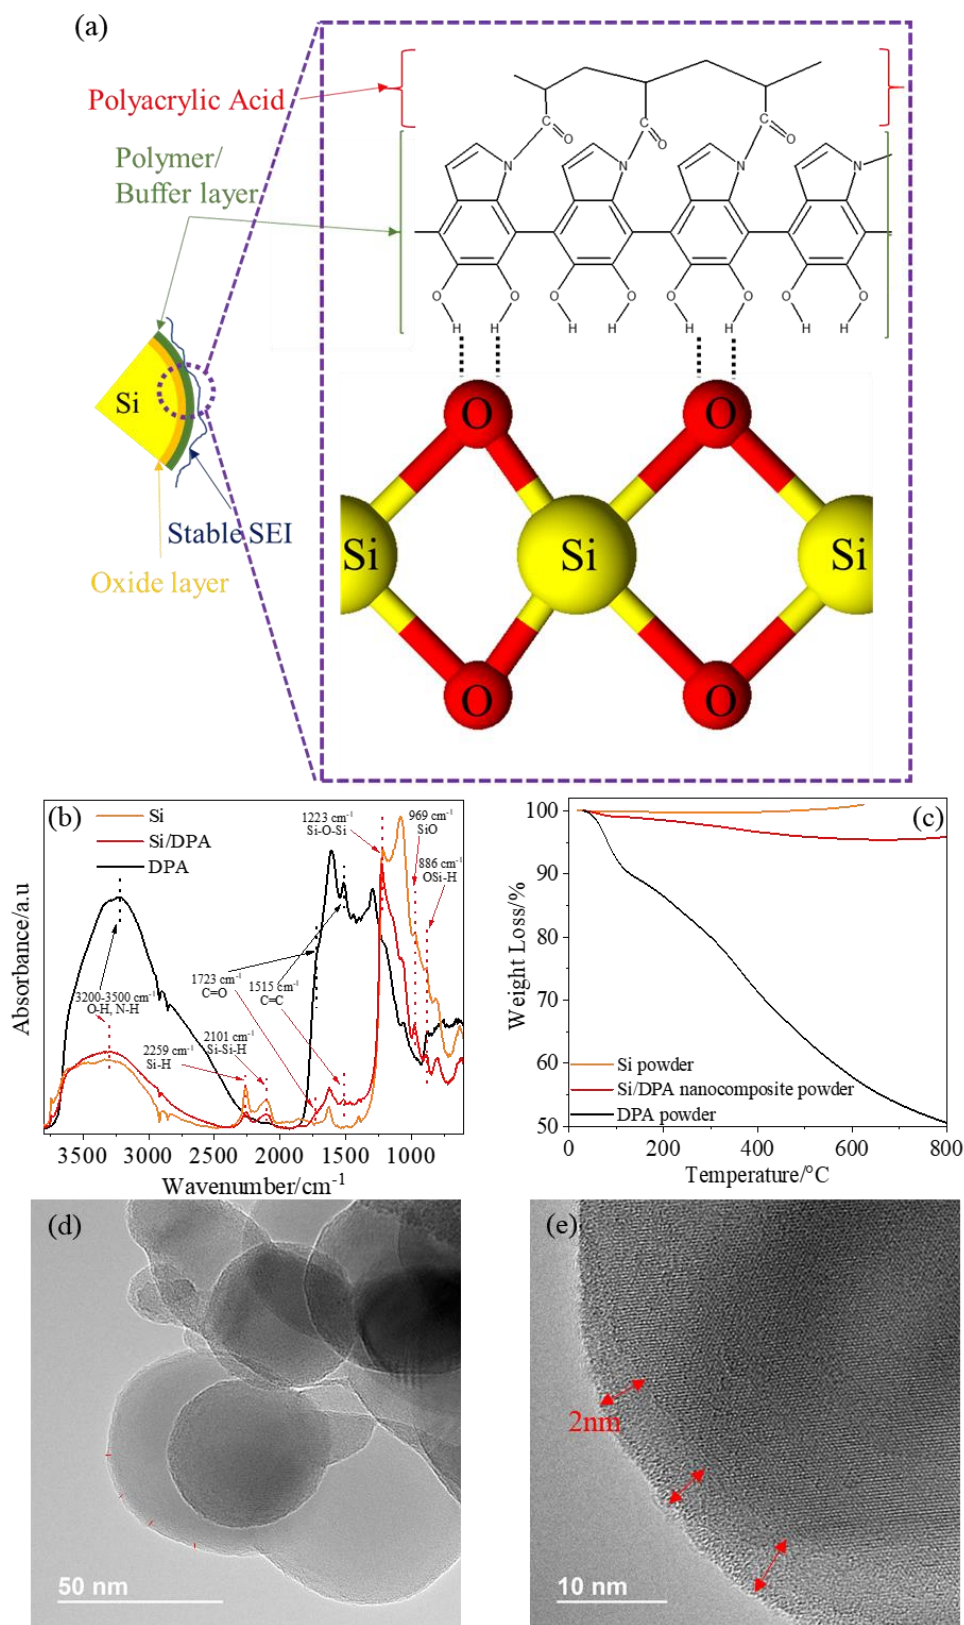 (a)
Polyacrylic Acid
Polymer/
Buffer layer
C O C O C O
N N N N
O O O O O O O O
H H H H H H H H
Si
Stable SEI
Oxide layer
O O
Si Si Si
O O
(b)
Si
Si/DPA
DPA
1223 cm-1
Si-O-Si
969 cm-1
SiO
886 cm-1
OSi-H
3200-3500 cm-1
O-H, N-H
1723 cm-1
C=O
1515 cm-1
C=C
2259 cm-1
Si-H
2101 cm-1
Si-Si-H
Absorbance/a.u
3500 3000 2500 2000 1500 1000
Wavenumber/cm-1
(c)
100
90
80
70
60
50
Weight Loss/%
Si powder
Si/DPA nanocomposite powder
DPA powder
0 200 400 600 800
Temperature/°C
(d)
50 nm
(e)
2nm
10 nm